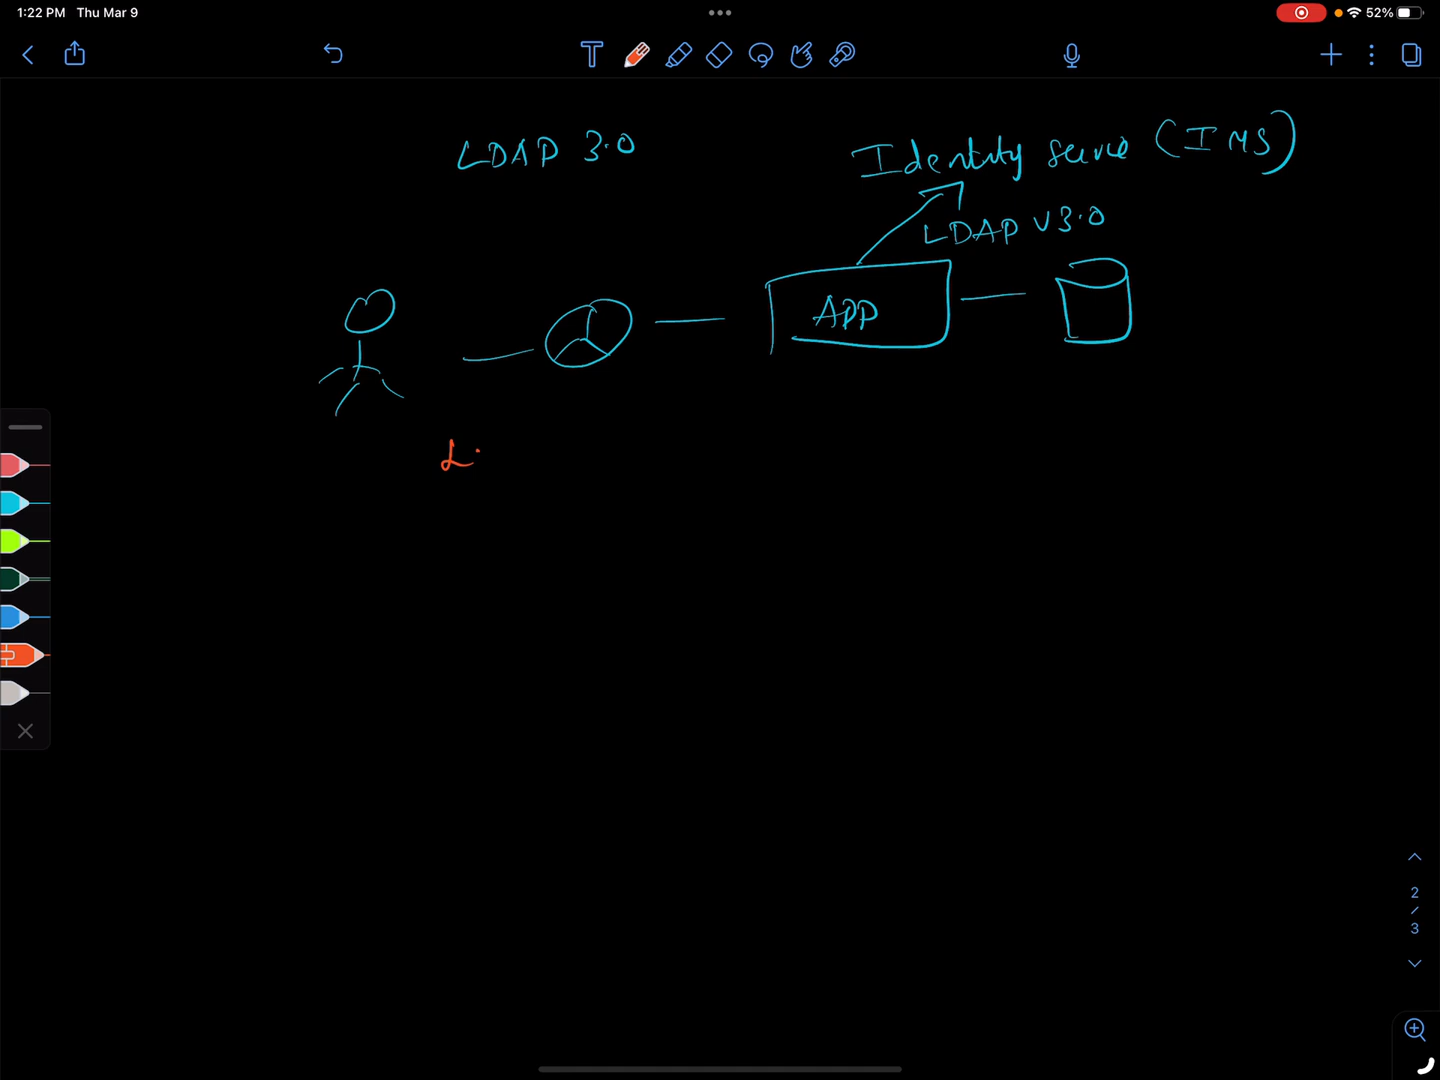 1:22 PM Thu Mar 9
52%
T
LDAP 3.0
Identity serve (IMS)
LDAP V3.0
APP
L.
2
/
3